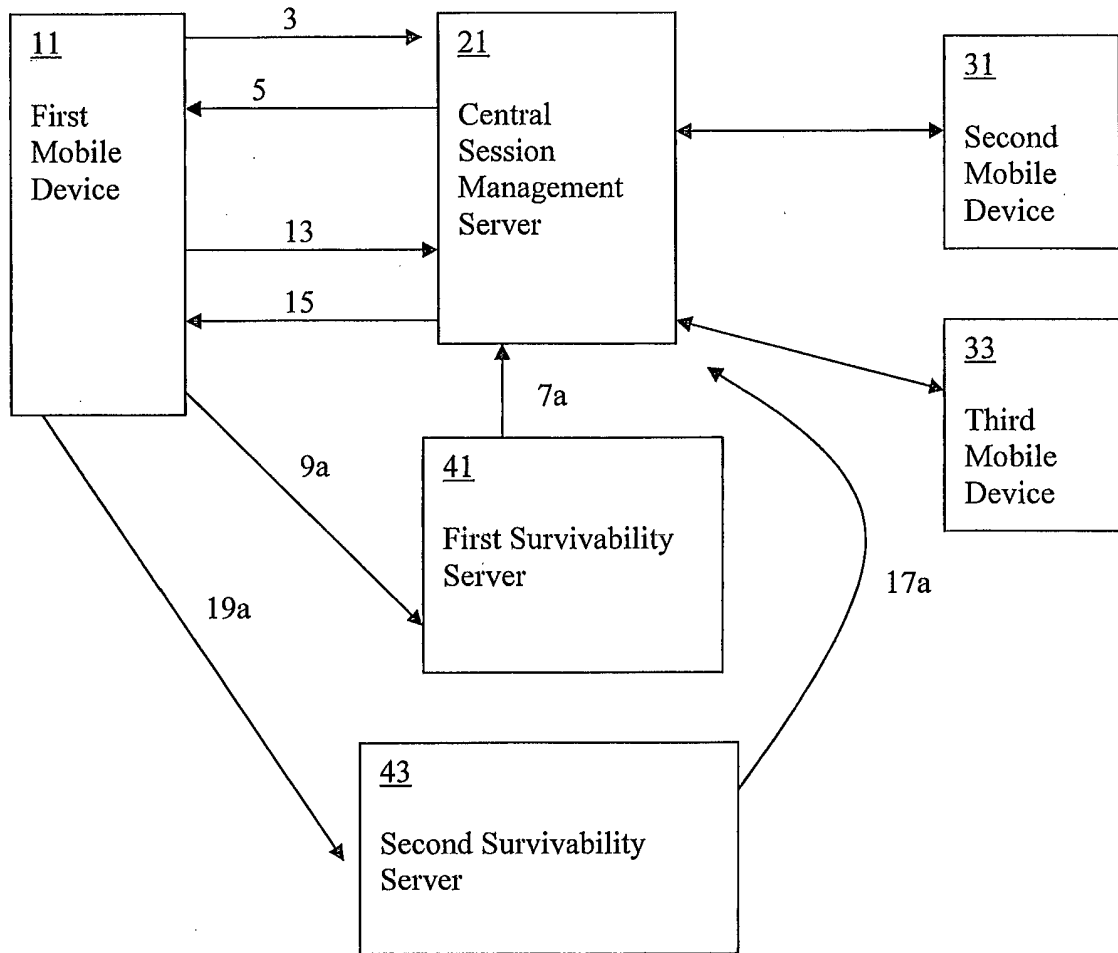 11
First
Mobile
Device
3
5
13
15
21
Central
Session
Management
Server
31
Second
Mobile
Device
33
Third
Mobile
Device
7a
9a
41
First Survivability
Server
17a
19a
43
Second Survivability
Server